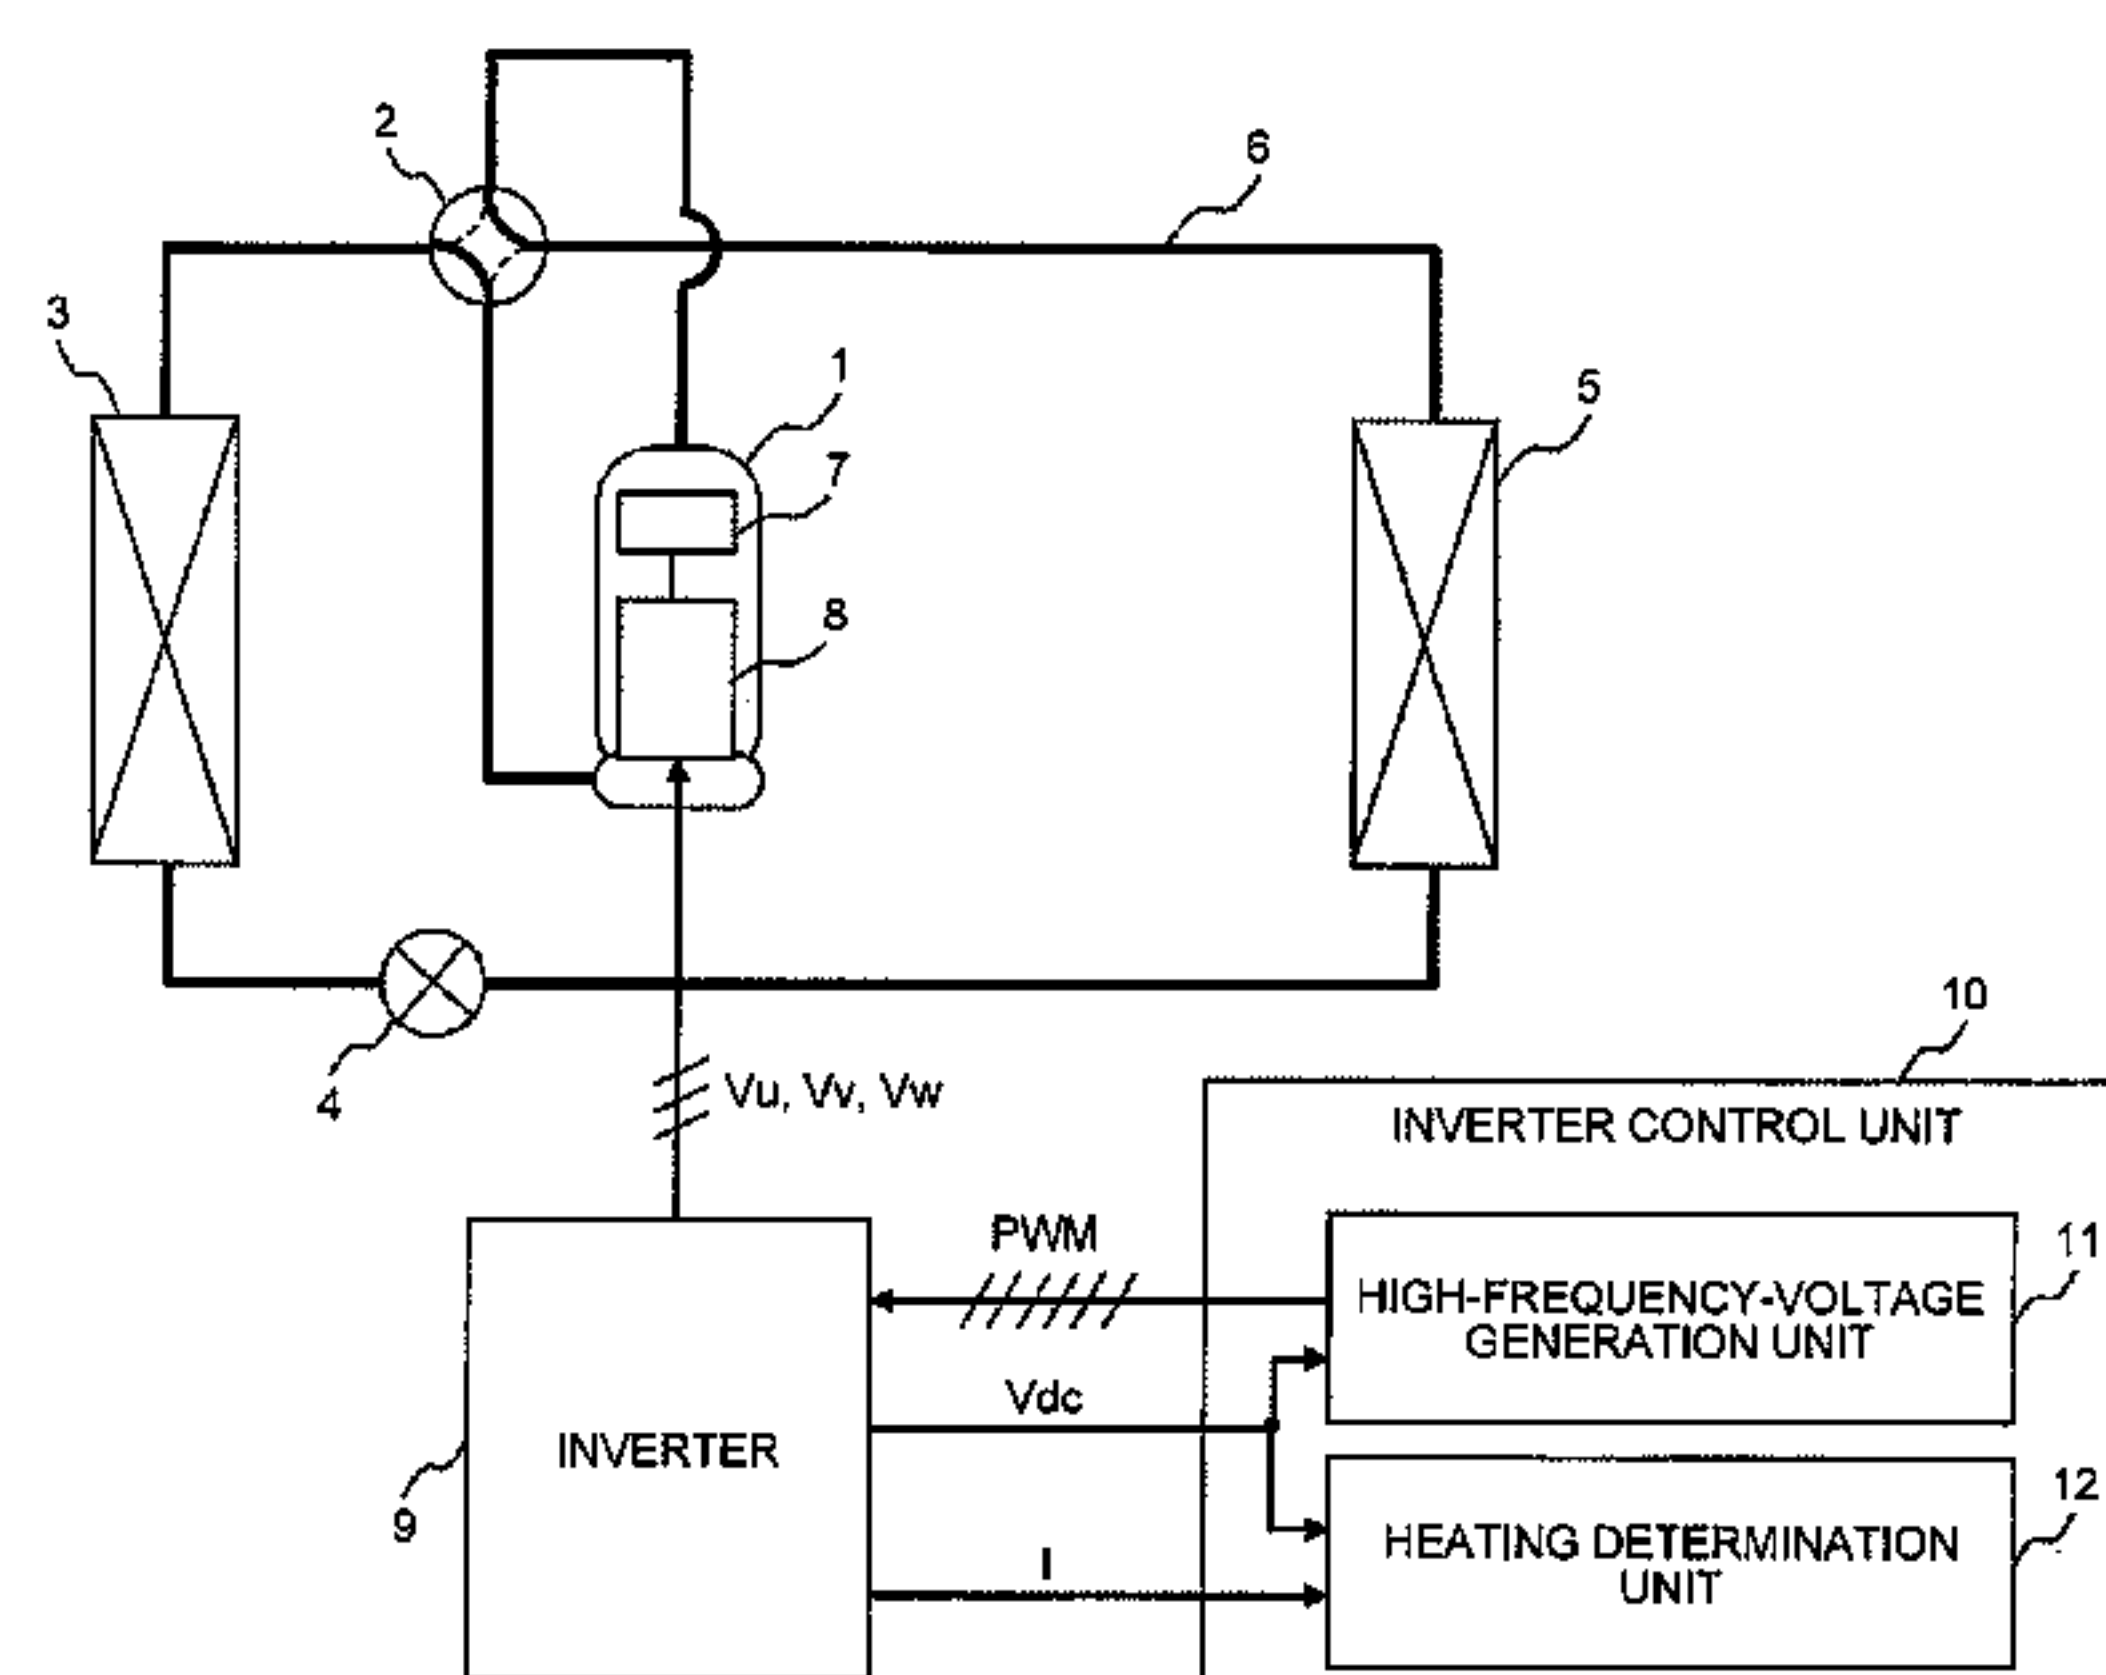 2
6
3
1
5
7
8
4
10
Vu, Vv, Vw
INVERTER CONTROL UNIT
PWM
11
HIGH-FREQUENCY-VOLTAGE
GENERATION UNIT
Vdc
INVERTER
9
12
HEATING DETERMINATION
UNIT
I